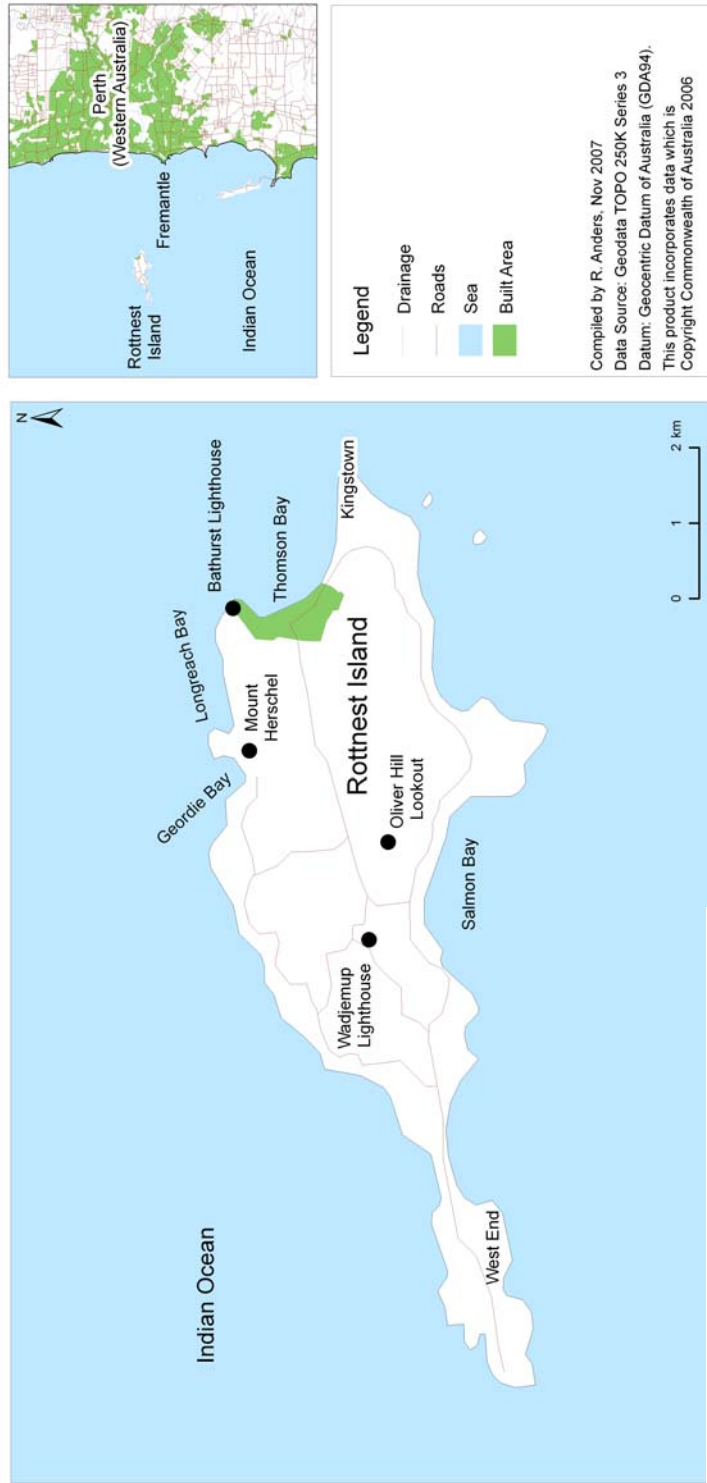 N
Indian Ocean
Longreach Bay
Bathurst Lighthouse
Geordie Bay
Mount
Herschel
Thomson Bay
Kingstown
Rottnest Island
Oliver Hill
Lookout
Wadjemup
Lighthouse
Salmon Bay
West End
0 1 2 km
Perth
(Western Australia)
Rottnest
Island
Fremantle
Indian Ocean
Legend
Drainage
Roads
Sea
Built Area
Compiled by R. Anders, Nov 2007
Data Source: Geodata TOPO 250K Series 3
Datum: Geocentric Datum of Australia (GDA94).
This product incorporates data which is
Copyright Commonwealth of Australia 2006